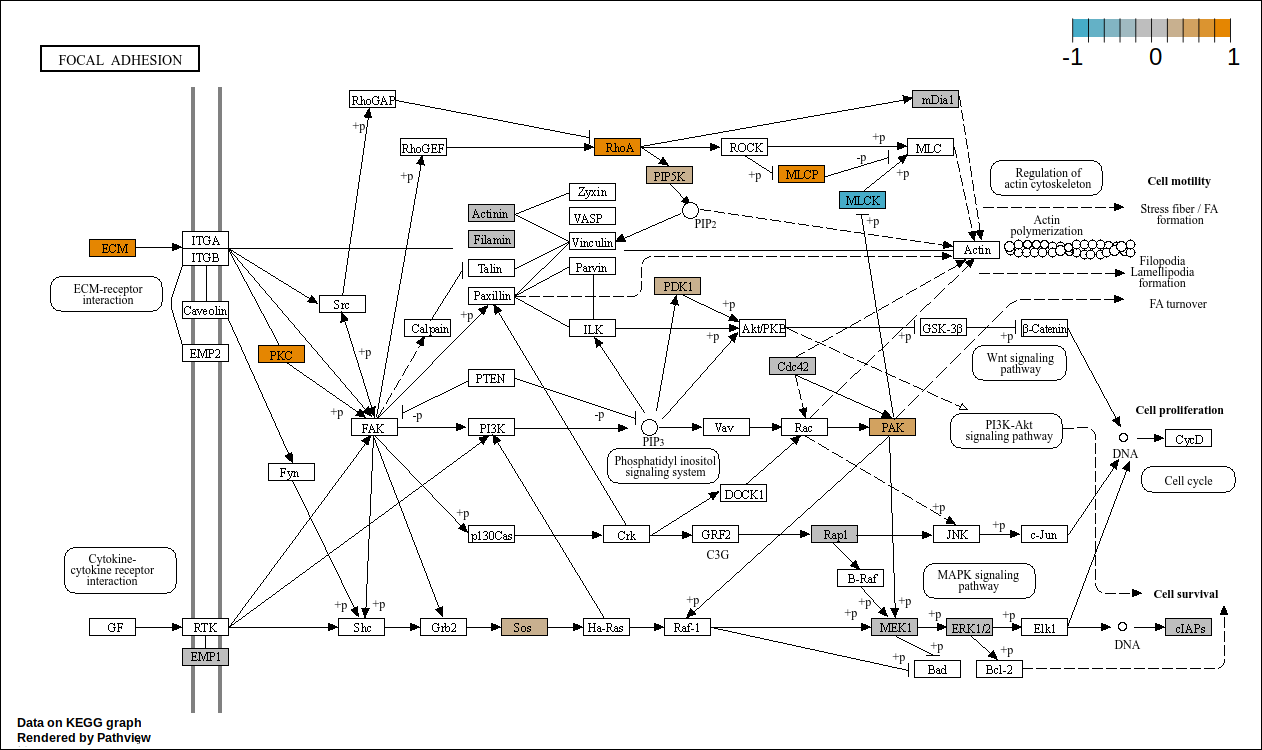 FOCAL ADHESION
-1 0 1
RhoGAP
mDia1
+p
RhoGEF
RhoA
ROCK
+p
MLC
-p
+p
PIP5K
+p
MLCP
+p
MLCK
+p
Regulation of
actin cytoskeleton
Cell motility
Zyxin
Actinin
VASP
PIP2
Stress fiber / FA
formation
Actin
polymerization
ECM
ITGA
ITGB
Filamin
Vinculin
Actin
Talin
Parvin
Filopodia
Lamellipodia
formation
ECM-receptor
interaction
Src
Paxillin
PDK1
FA turnover
Caveolin
+p
Calpain
ILK
+p
+p
Akt/PKB
GSK-3β
+p
β-Catenin
+p
EMP2
PKC
+p
Cdc42
Wnt signaling
pathway
PTEN
+p
-p
-p
FAK
PI3K
PIP3
Vav
Rac
PAK
PI3K-Akt
signaling pathway
Cell proliferation
DNA
CycD
Fyn
Phosphatidyl inositol
signaling system
Cell cycle
DOCK1
+p
+p
p130Cas
Crk
GRF2
C3G
Rap1
JNK
+p
c-Jun
Cytokine-
cytokine receptor
interaction
B-Raf
MAPK signaling
pathway
Cell survival
+p
+p
+p
+p
+p
+p
+p
+p
GF
RTK
Shc
Grb2
Sos
Ha-Ras
Raf-1
MEK1
ERK1/2
Elk1
DNA
cIAPs
EMP1
+p
+p
+p
Bad
Bcl-2
Data on KEGG graph
Rendered by Pathview